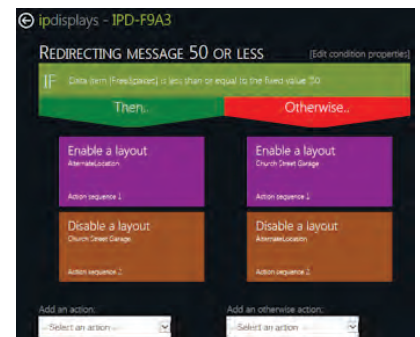 ipdisplays - IPD-F9A3
REDIRECTING MESSAGE 50 OR LESS
[Edit condition properties]
IF Data item [FreeSpaces] is less than or equal to the fixed value '50'
Then..
Otherwise..
Enable a layout
AlternateLocation
Action sequence 1
Enable a layout
Church Street Garage
Action sequence 1
Disable a layout
Church Street Garage
Action sequence 2
Disable a layout
AlternateLocation
Action sequence 2
Add an action:
-- Select an action --
Add an otherwise action:
-- Select an action --